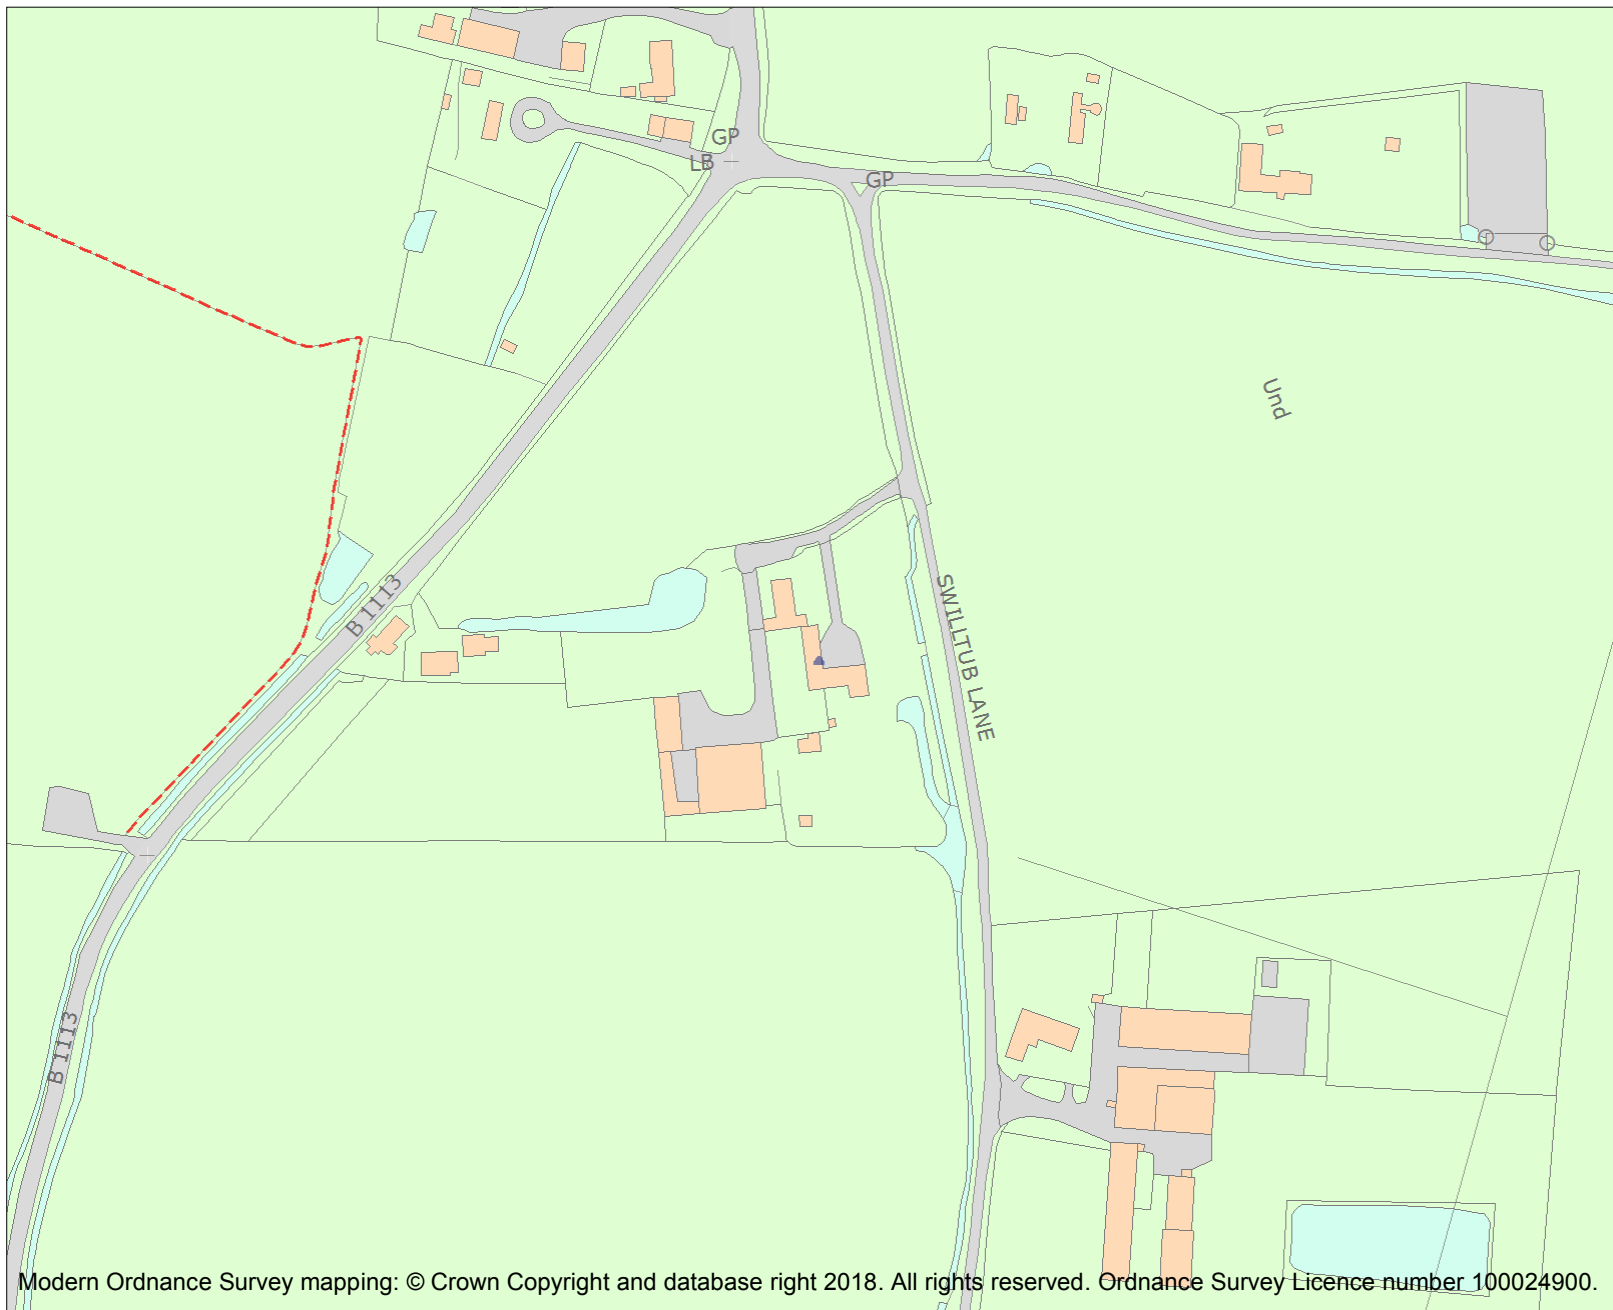 GP
LB
GP
Und
B 1113
SWILLTUB LANE
B 1113
Modern Ordnance Survey mapping: © Crown Copyright and database right 2018. All rights reserved. Ordnance Survey Licence number 100024900.